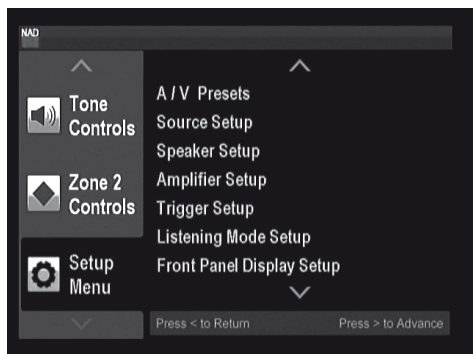 NAD
Tone
Controls
Zone 2
Controls
Setup
Menu
A / V Presets
Source Setup
Speaker Setup
Amplifier Setup
Trigger Setup
Listening Mode Setup
Front Panel Display Setup
Press < to Return Press > to Advance